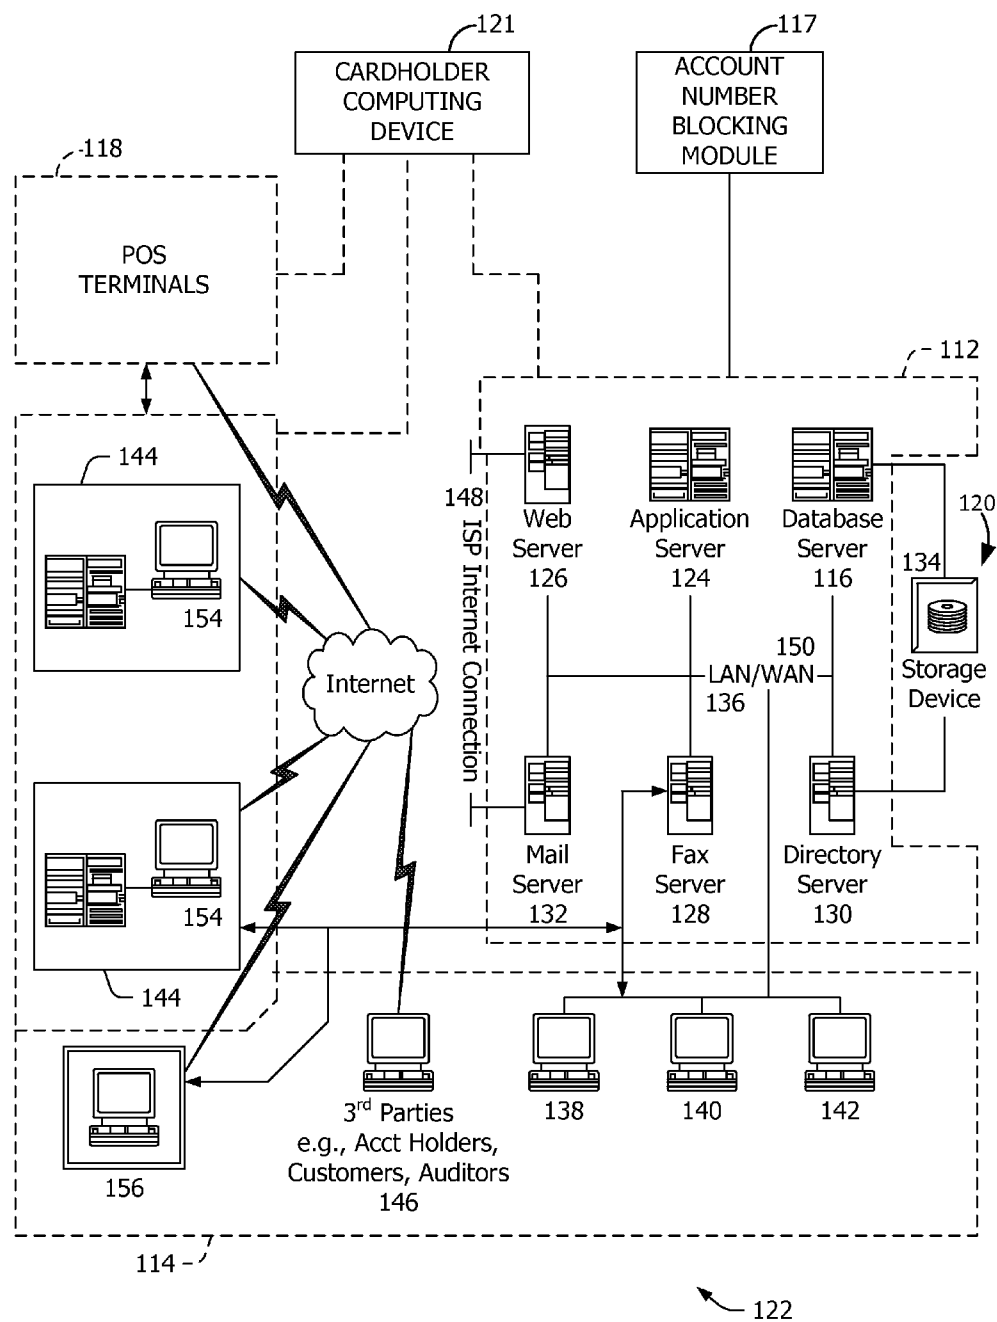 121
117
CARDHOLDER
COMPUTING
DEVICE
ACCOUNT
NUMBER
BLOCKING
MODULE
118
POS
TERMINALS
112
144
154
148
ISP Internet Connection
Web
Server
126
Application
Server
124
Database
Server
116
120
134
Storage
Device
150
LAN/WAN
136
Internet
154
144
Mail
Server
132
Fax
Server
128
Directory
Server
130
156
3rd Parties
e.g., Acct Holders,
Customers, Auditors
146
138
140
142
114
122